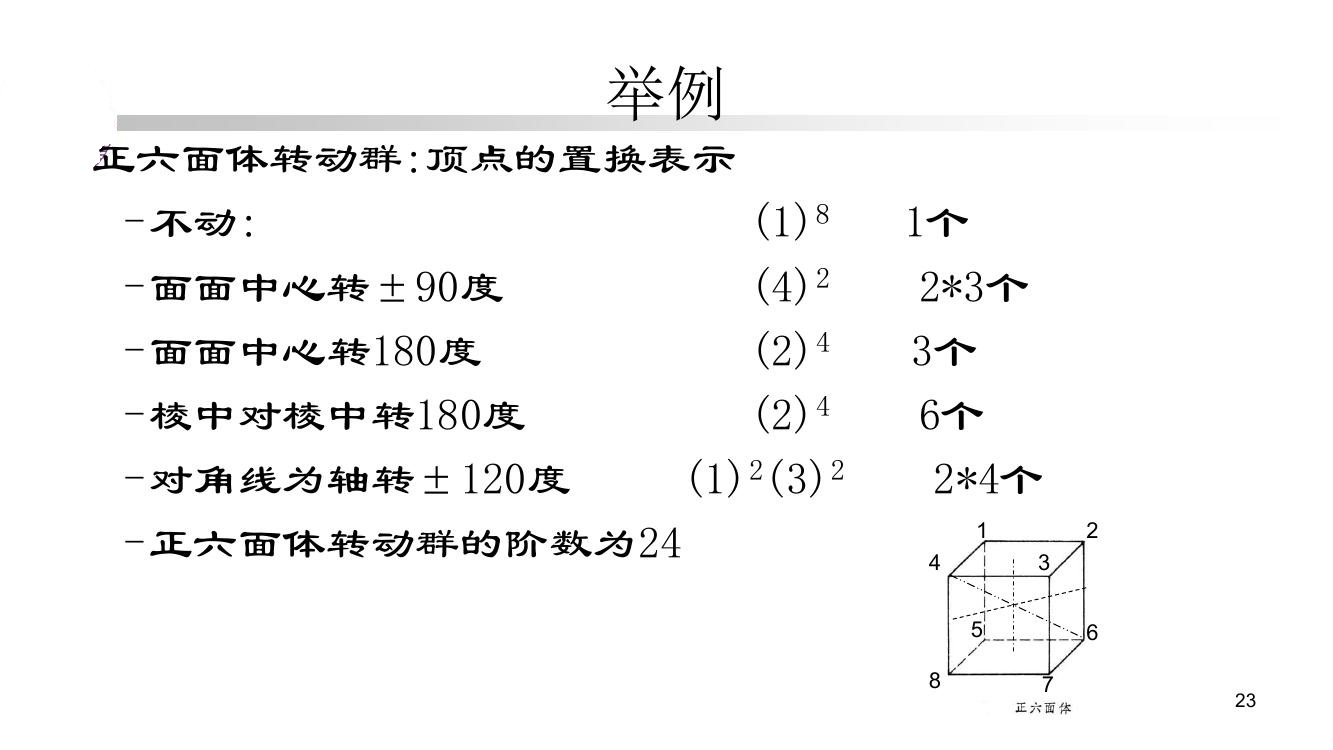 举例
正六面体转动群:顶点的置换表示
-不动: (1)⁸ 1个
-面面中心转±90度 (4)² 2*3个
-面面中心转180度 (2)⁴ 3个
-棱中对棱中转180度 (2)⁴ 6个
-对角线为轴转±120度 (1)²(3)² 2*4个
-正六面体转动群的阶数为24
1 2
4 3
5 6
8 7
正六面体
23